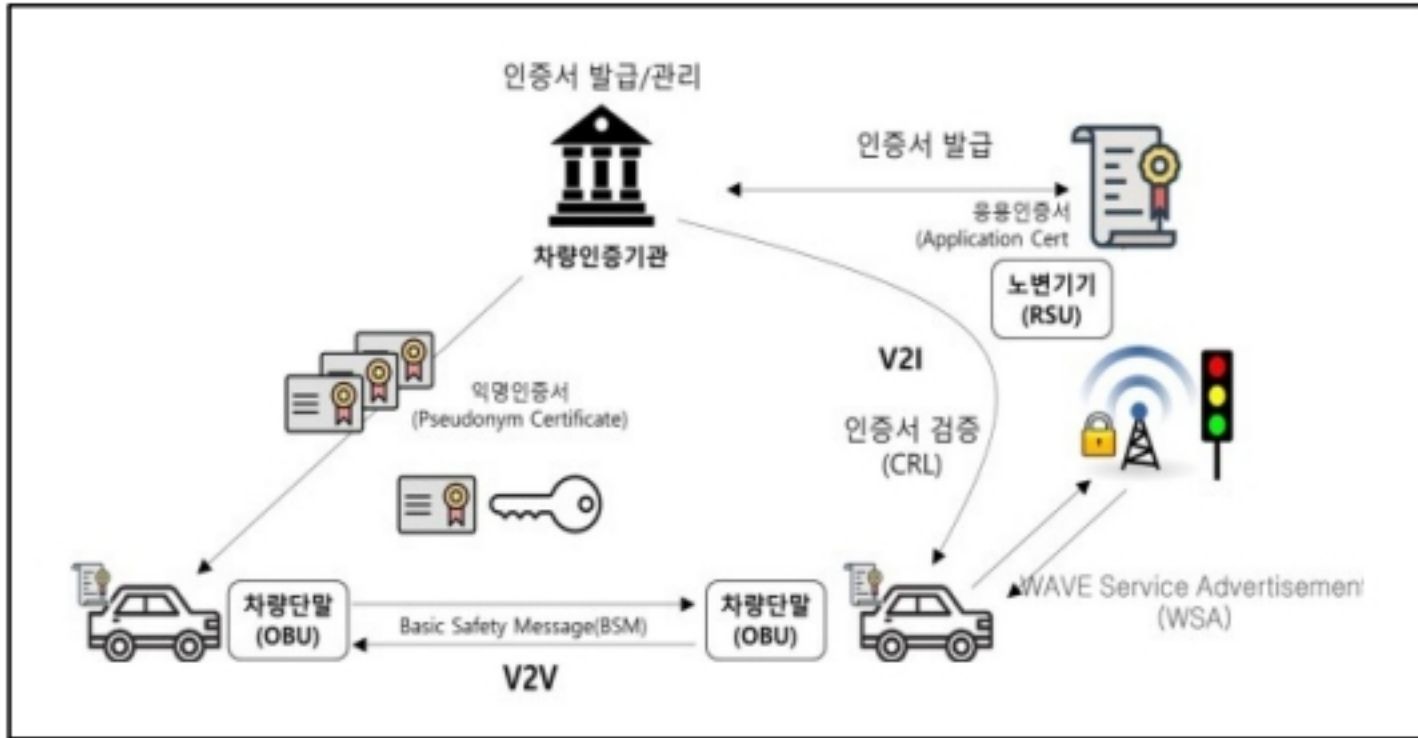 인증서 발급/관리
차량인증기관
인증서 발급
응용인증서
(Application Cert
노변기기
(RSU)
V2I
익명인증서
(Pseudonym Certificate)
인증서 검증
(CRL)
차량단말
(OBU)
Basic Safety Message(BSM)
V2V
차량단말
(OBU)
WAVE Service Advertisement
(WSA)